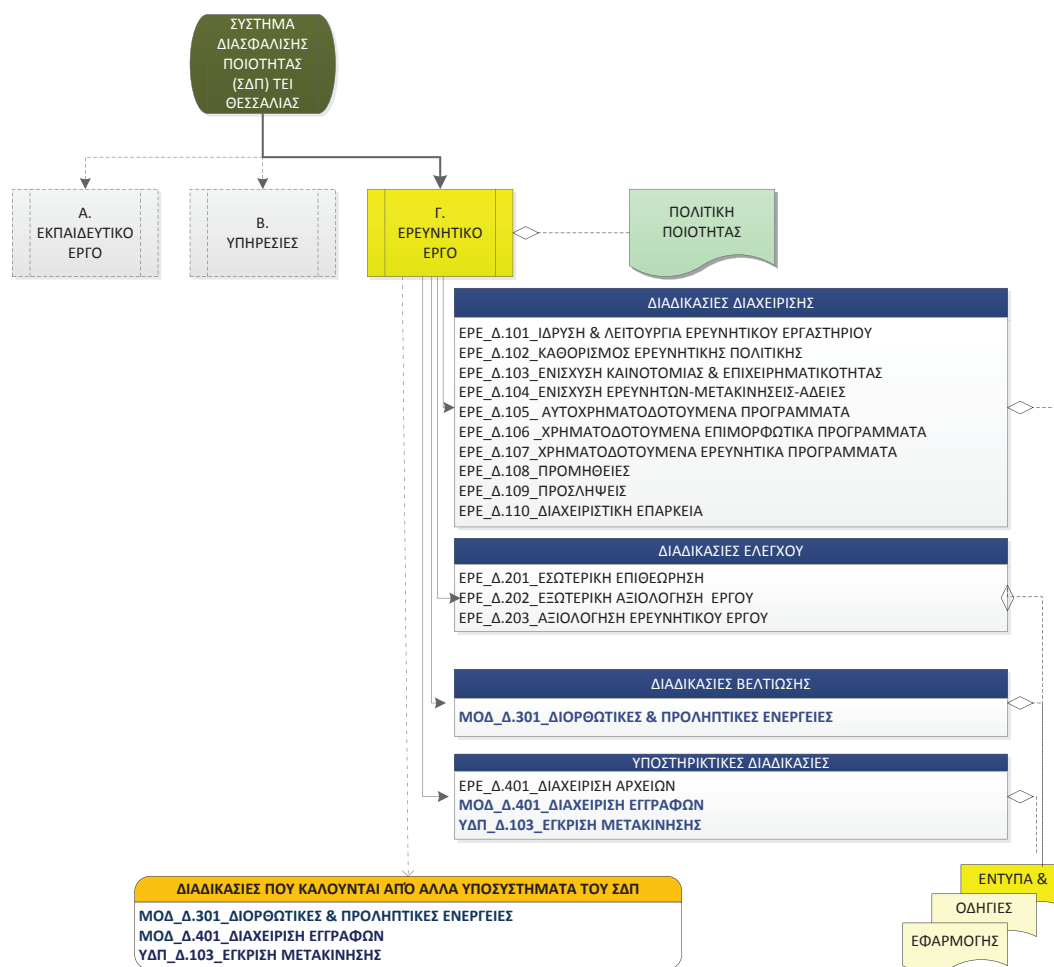 ΣΥΣΤΗΜΑ
ΔΙΑΣΦΑΛΙΣΗΣ
ΠΟΙΟΤΗΤΑΣ
(ΣΔΠ) ΤΕΙ
ΘΕΣΣΑΛΙΑΣ
Α.
ΕΚΠΑΙΔΕΥΤΙΚΟ
ΕΡΓΟ
Β.
ΥΠΗΡΕΣΙΕΣ
Γ.
ΕΡΕΥΝΗΤΙΚΟ
ΕΡΓΟ
ΠΟΛΙΤΙΚΗ
ΠΟΙΟΤΗΤΑΣ
ΔΙΑΔΙΚΑΣΙΕΣ ΔΙΑΧΕΙΡΙΣΗΣ
ΕΡΕ_Δ.101_ΙΔΡΥΣΗ & ΛΕΙΤΟΥΡΓΙΑ ΕΡΕΥΝΗΤΙΚΟΥ ΕΡΓΑΣΤΗΡΙΟΥ
ΕΡΕ_Δ.102_ΚΑΘΟΡΙΣΜΟΣ ΕΡΕΥΝΗΤΙΚΗΣ ΠΟΛΙΤΙΚΗΣ
ΕΡΕ_Δ.103_ΕΝΙΣΧΥΣΗ ΚΑΙΝΟΤΟΜΙΑΣ & ΕΠΙΧΕΙΡΗΜΑΤΙΚΟΤΗΤΑΣ
ΕΡΕ_Δ.104_ΕΝΙΣΧΥΣΗ ΕΡΕΥΝΗΤΩΝ-ΜΕΤΑΚΙΝΗΣΕΙΣ-ΑΔΕΙΕΣ
ΕΡΕ_Δ.105_ ΑΥΤΟΧΡΗΜΑΤΟΔΟΤΟΥΜΕΝΑ ΠΡΟΓΡΑΜΜΑΤΑ
ΕΡΕ_Δ.106 _ΧΡΗΜΑΤΟΔΟΤΟΥΜΕΝΑ ΕΠΙΜΟΡΦΩΤΙΚΑ ΠΡΟΓΡΑΜΜΑΤΑ
ΕΡΕ_Δ.107_ΧΡΗΜΑΤΟΔΟΤΟΥΜΕΝΑ ΕΡΕΥΝΗΤΙΚΑ ΠΡΟΓΡΑΜΜΑΤΑ
ΕΡΕ_Δ.108_ΠΡΟΜΗΘΕΙΕΣ
ΕΡΕ_Δ.109_ΠΡΟΣΛΗΨΕΙΣ
ΕΡΕ_Δ.110_ΔΙΑΧΕΙΡΙΣΤΙΚΗ ΕΠΑΡΚΕΙΑ
ΔΙΑΔΙΚΑΣΙΕΣ ΕΛΕΓΧΟΥ
ΕΡΕ_Δ.201_ΕΣΩΤΕΡΙΚΗ ΕΠΙΘΕΩΡΗΣΗ
ΕΡΕ_Δ.202_ΕΞΩΤΕΡΙΚΗ ΑΞΙΟΛΟΓΗΣΗ ΕΡΓΟΥ
ΕΡΕ_Δ.203_ΑΞΙΟΛΟΓΗΣΗ ΕΡΕΥΝΗΤΙΚΟΥ ΕΡΓΟΥ
ΔΙΑΔΙΚΑΣΙΕΣ ΒΕΛΤΙΩΣΗΣ
ΜΟΔ_Δ.301_ΔΙΟΡΘΩΤΙΚΕΣ & ΠΡΟΛΗΠΤΙΚΕΣ ΕΝΕΡΓΕΙΕΣ
ΥΠΟΣΤΗΡΙΚΤΙΚΕΣ ΔΙΑΔΙΚΑΣΙΕΣ
ΕΡΕ_Δ.401_ΔΙΑΧΕΙΡΙΣΗ ΑΡΧΕΙΩΝ
ΜΟΔ_Δ.401_ΔΙΑΧΕΙΡΙΣΗ ΕΓΓΡΑΦΩΝ
ΥΔΠ_Δ.103_ΕΓΚΡΙΣΗ ΜΕΤΑΚΙΝΗΣΗΣ
ΔΙΑΔΙΚΑΣΙΕΣ ΠΟΥ ΚΑΛΟΥΝΤΑΙ ΑΠΟ ΑΛΛΑ ΥΠΟΣΥΣΤΗΜΑΤΑ ΤΟΥ ΣΔΠ
ΜΟΔ_Δ.301_ΔΙΟΡΘΩΤΙΚΕΣ & ΠΡΟΛΗΠΤΙΚΕΣ ΕΝΕΡΓΕΙΕΣ
ΜΟΔ_Δ.401_ΔΙΑΧΕΙΡΙΣΗ ΕΓΓΡΑΦΩΝ
ΥΔΠ_Δ.103_ΕΓΚΡΙΣΗ ΜΕΤΑΚΙΝΗΣΗΣ
ΕΝΤΥΠΑ &
ΟΔΗΓΙΕΣ
ΕΦΑΡΜΟΓΗΣ